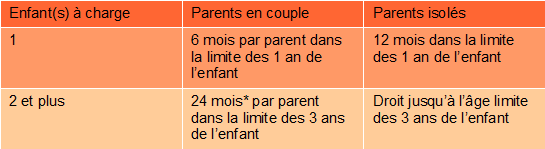 Enfant(s) à charge
Parents en couple
Parents isolés
1
6 mois par parent dans
la limite des 1 an de
l'enfant
12 mois dans la limite
des 1 an de l'enfant
2 et plus
24 mois* par parent
dans la limite des 3 ans
de l'enfant
Droit jusqu'à l'âge limite
des 3 ans de l'enfant